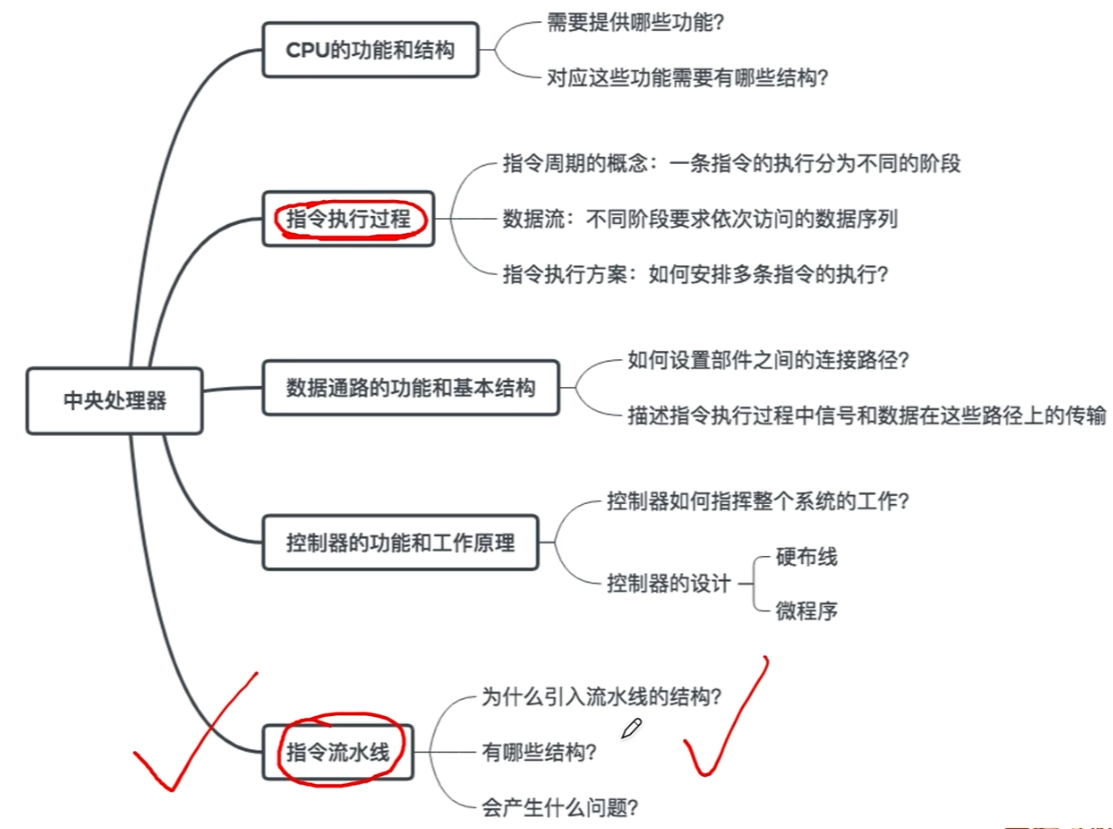 CPU的功能和结构
需要提供哪些功能?
对应这些功能需要有哪些结构?
指令执行过程
指令周期的概念：一条指令的执行分为不同的阶段
数据流：不同阶段要求依次访问的数据序列
指令执行方案：如何安排多条指令的执行?
中央处理器
数据通路的功能和基本结构
如何设置部件之间的连接路径?
描述指令执行过程中信号和数据在这些路径上的传输
控制器的功能和工作原理
控制器如何指挥整个系统的工作?
控制器的设计
硬布线
微程序
指令流水线
为什么引入流水线的结构?
有哪些结构?
会产生什么问题?